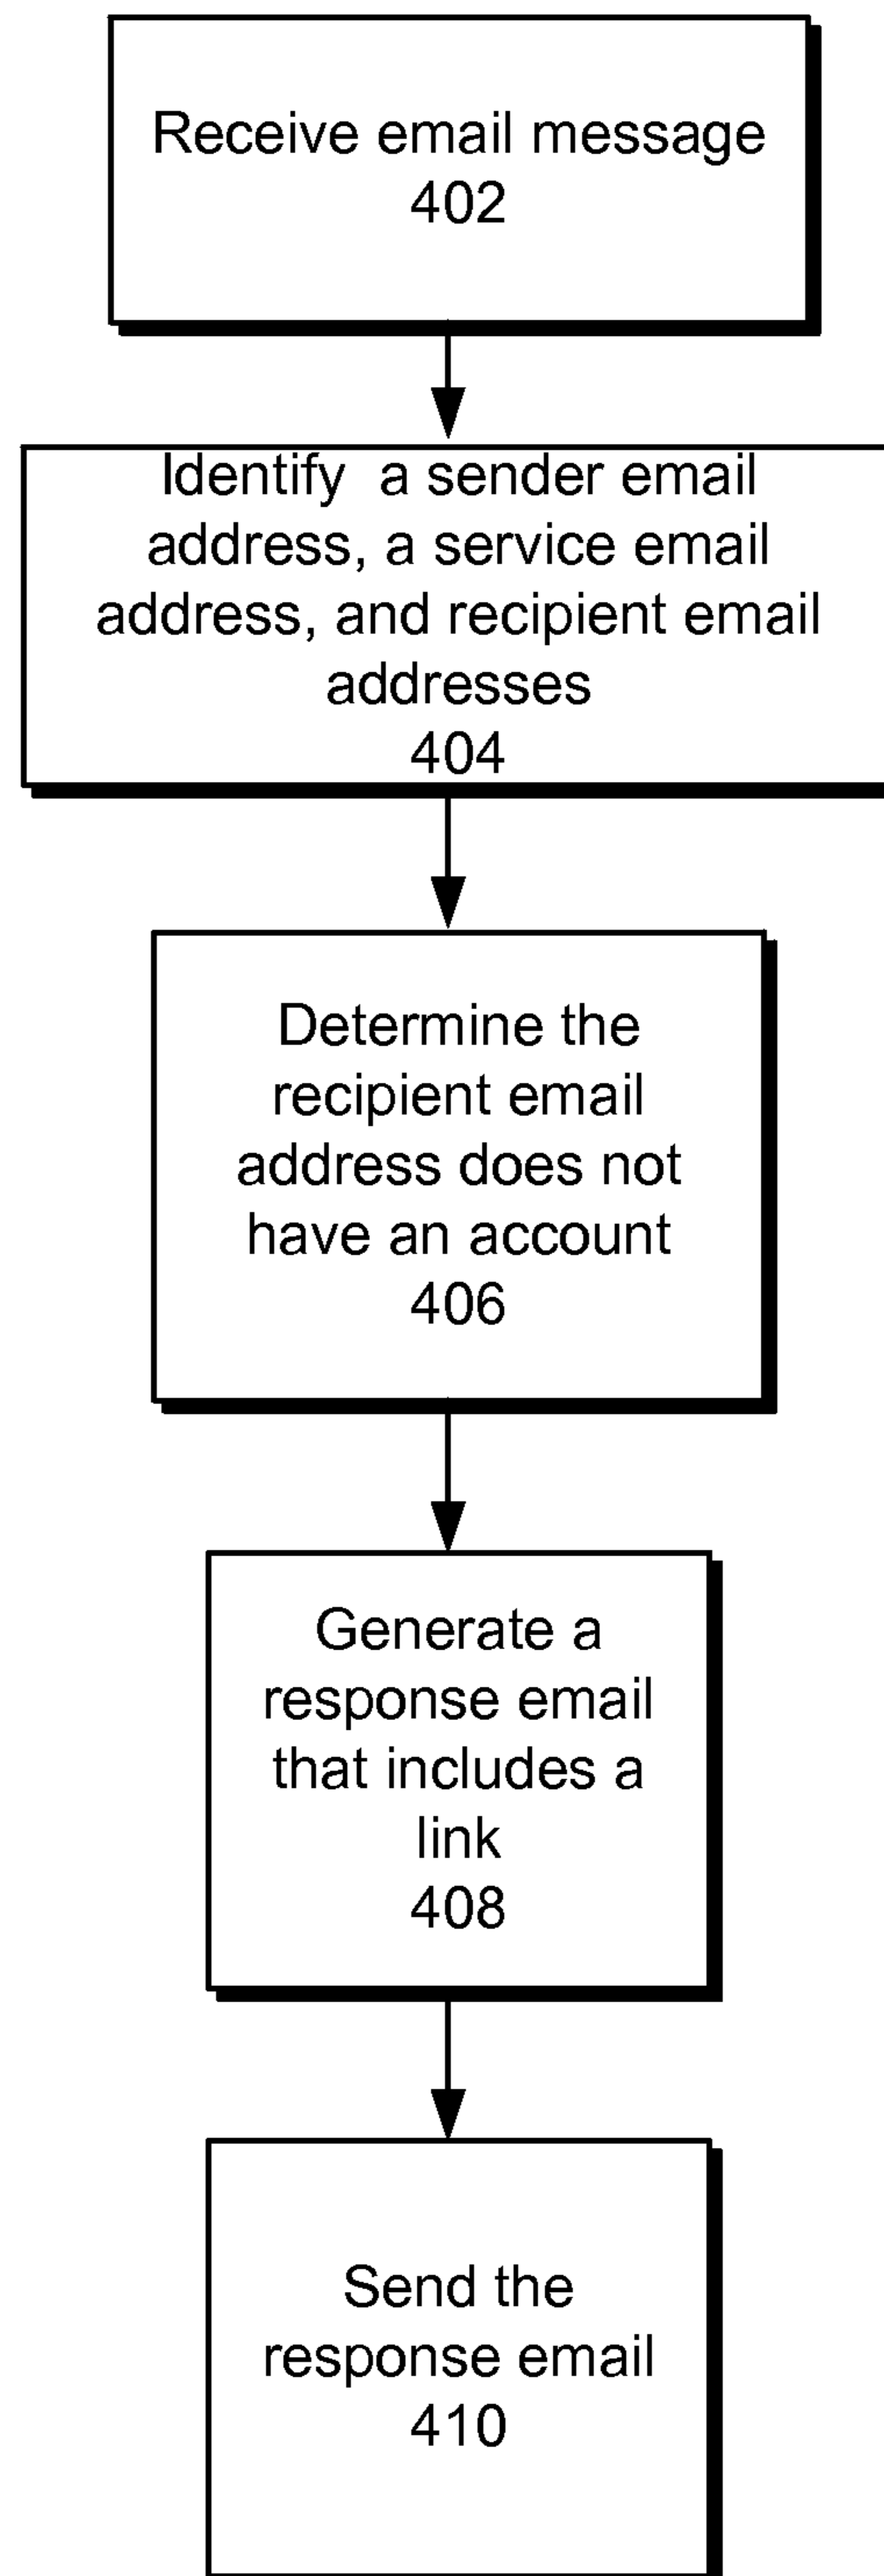 Receive email message
402
Identify  a sender email
address, a service email
address, and recipient email
addresses
404
Determine the
recipient email
address does not
have an account
406
Generate a
response email
that includes a
link
408
Send the
response email
410